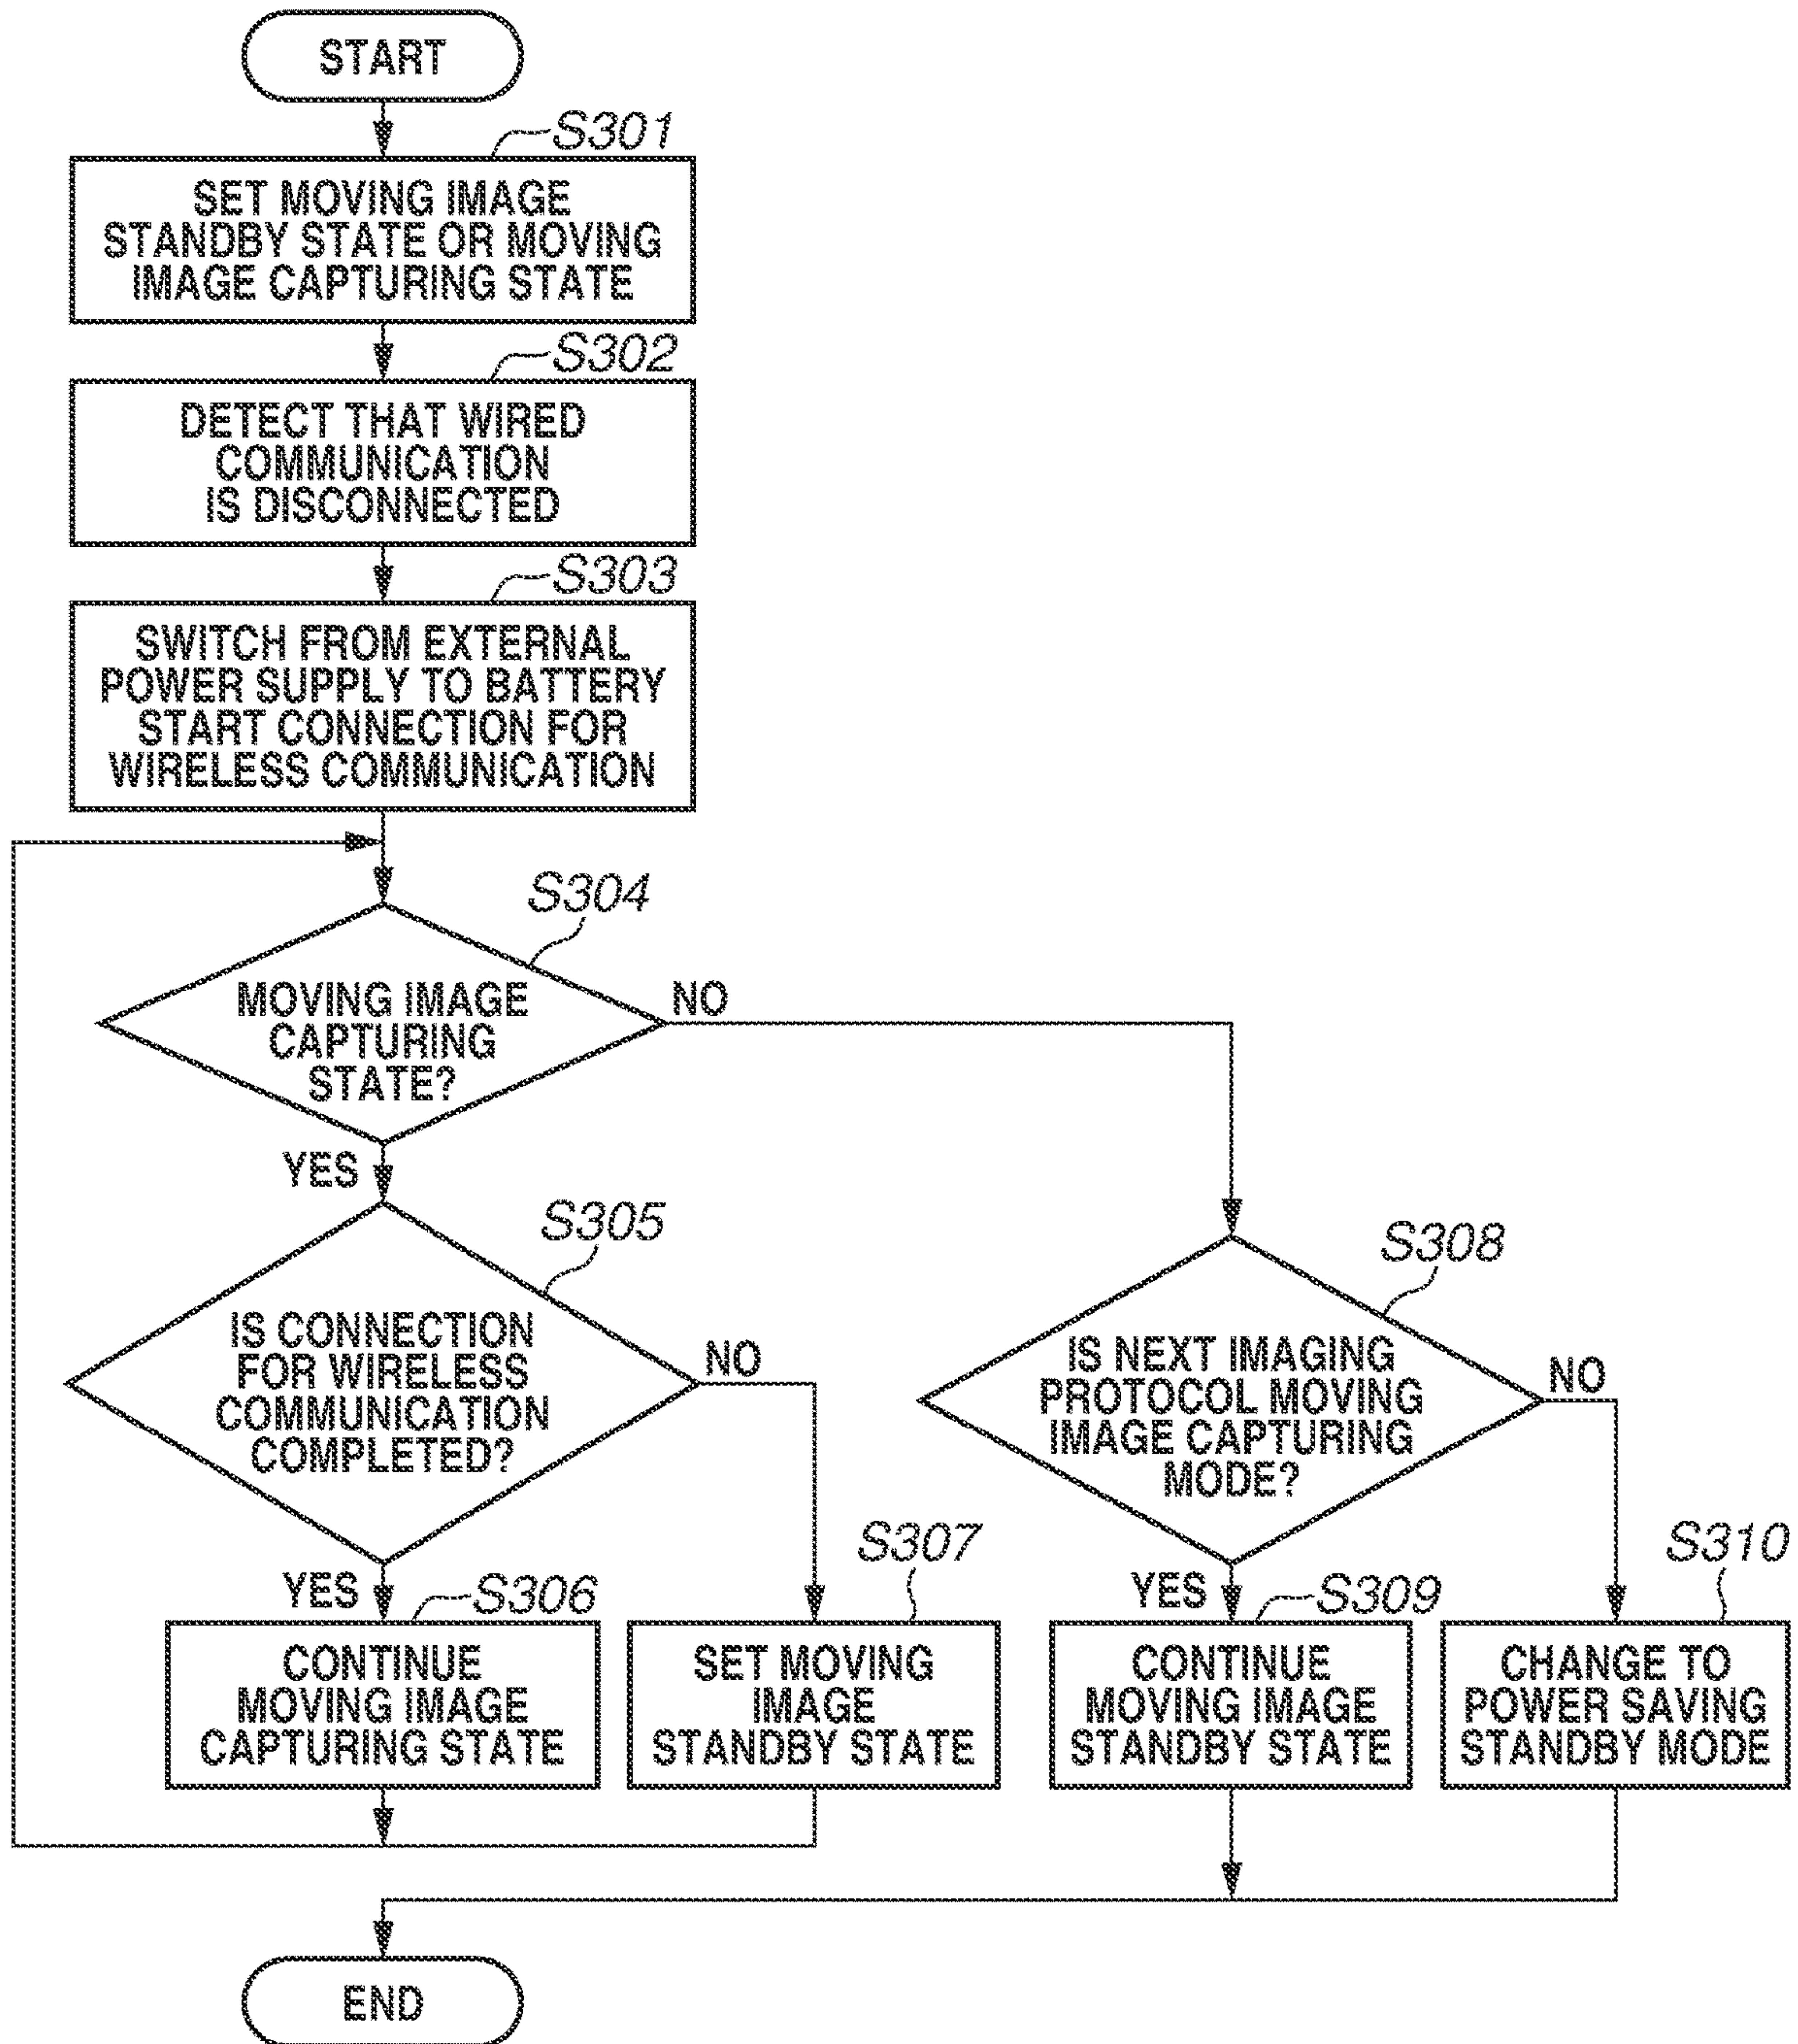 START
S301
SET MOVING IMAGE
STANDBY STATE OR MOVING
IMAGE CAPTURING STATE
S302
DETECT THAT WIRED
COMMUNICATION
IS DISCONNECTED
S303
SWITCH FROM EXTERNAL
POWER SUPPLY TO BATTERY
START CONNECTION FOR
WIRELESS COMMUNICATION
S304
MOVING IMAGE
CAPTURING
STATE?
NO
YES
S305
IS CONNECTION
FOR WIRELESS
COMMUNICATION
COMPLETED?
NO
YES
S306
CONTINUE
MOVING IMAGE
CAPTURING STATE
S307
SET MOVING
IMAGE
STANDBY STATE
S308
IS NEXT IMAGING
PROTOCOL MOVING
IMAGE CAPTURING
MODE?
NO
YES
S309
CONTINUE
MOVING IMAGE
STANDBY STATE
S310
CHANGE TO
POWER SAVING
STANDBY MODE
END